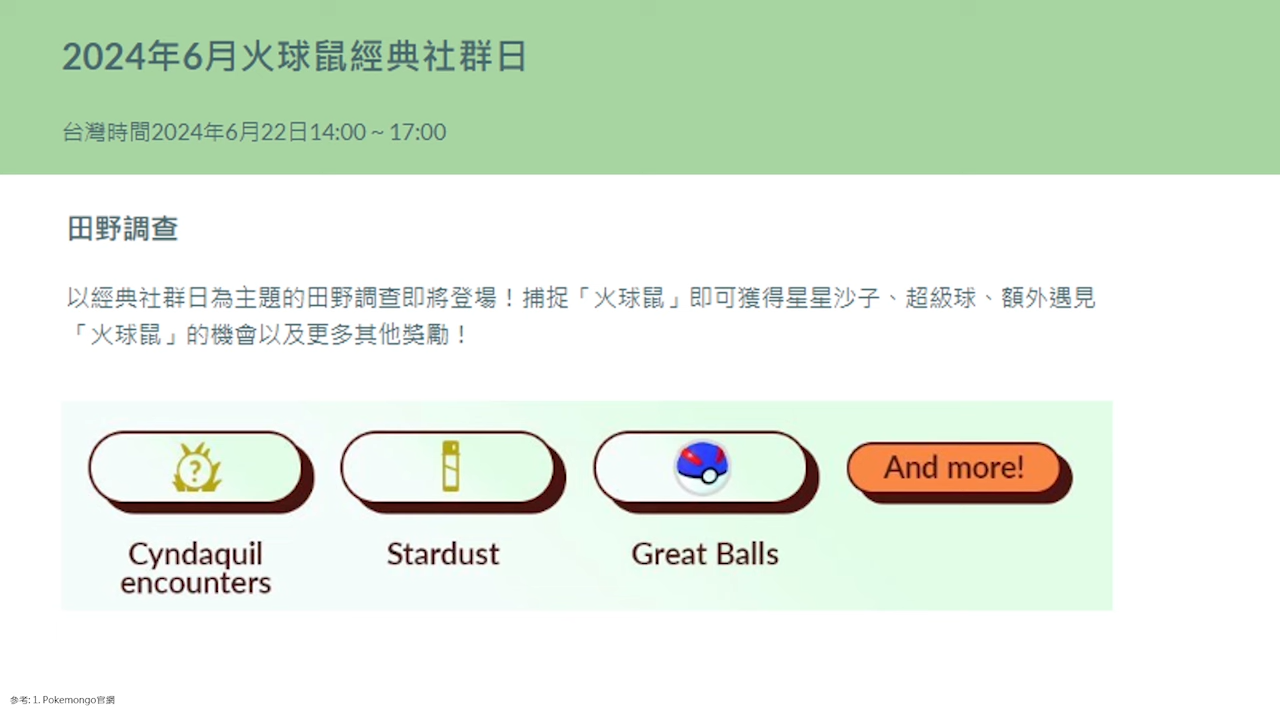 2024年6月火球鼠經典社群日
台灣時間2024年6月22日14:00 ~ 17:00
田野調查
以經典社群日為主題的田野調查即將登場！捕捉「火球鼠」即可獲得星星沙子、超級球、額外遇見
「火球鼠」的機會以及更多其他獎勵！
?
And more!
Cyndaquil
encounters
Stardust
Great Balls
參考: 1. Pokemongo官網